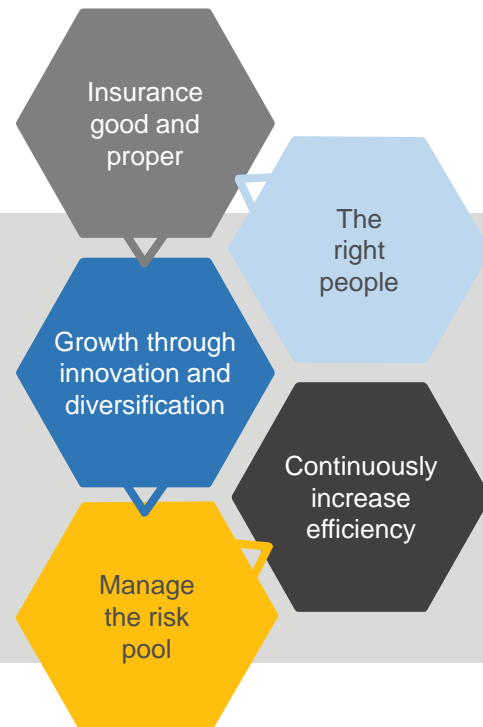 Insurance
good and
proper
The
right
people
Growth through
innovation and
diversification
Continuously
increase
efficiency
Manage
the risk
pool